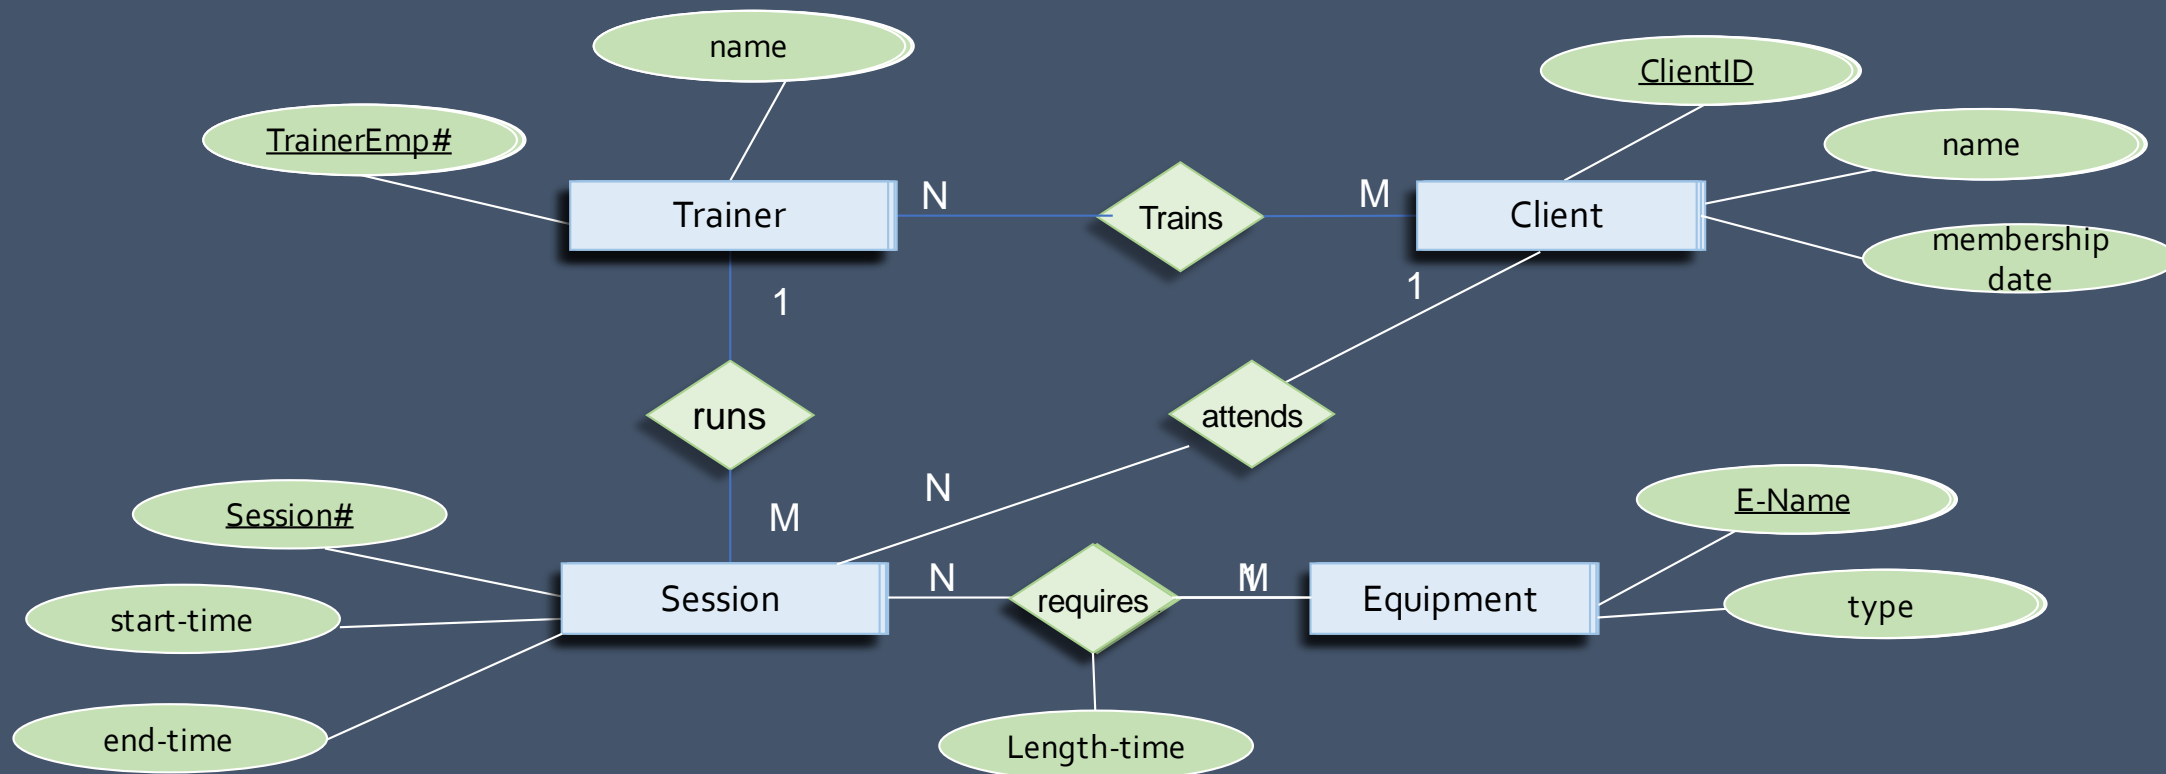 name
ClientID
TrainerEmp#
name
Trainer
N
Trains
M
Client
membership
date
1
1
runs
attends
Session#
M
N
E-Name
start-time
Session
N
requires
Equipment
type
end-time
Length-time